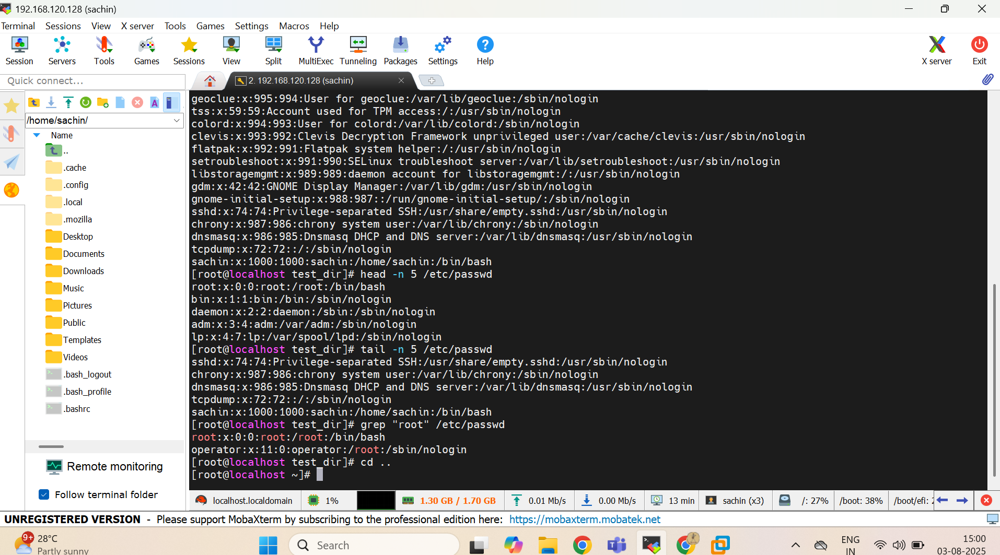 192.168.120.128 (sachin)
Terminal Sessions View X server Tools Games Settings Macros Help
Session Servers Tools Games Sessions View Split MultiExec Tunneling Packages Settings Help X server Exit
Quick connect...
2. 192.168.120.128 (sachin)
/home/sachin/
Name
..
.cache
.config
.local
.mozilla
Desktop
Documents
Downloads
Music
Pictures
Public
Templates
Videos
.bash_logout
.bash_profile
.bashrc
Remote monitoring
Follow terminal folder
geoclue:x:995:994:User for geoclue:/var/lib/geoclue:/sbin/nologin
tss:x:59:59:Account used for TPM access:/:/usr/sbin/nologin
colord:x:994:993:User for colord:/var/lib/colord:/sbin/nologin
clevis:x:993:992:Clevis Decryption Framework unprivileged user:/var/cache/clevis:/usr/sbin/nologin
flatpak:x:992:991:Flatpak system helper:/:/usr/sbin/nologin
setroubleshoot:x:991:990:SELinux troubleshoot server:/var/lib/setroubleshoot:/usr/sbin/nologin
libstoragemgmt:x:989:989:daemon account for libstoragemgmt:/:/usr/sbin/nologin
gdm:x:42:42:GNOME Display Manager:/var/lib/gdm:/usr/sbin/nologin
gnome-initial-setup:x:988:987::/run/gnome-initial-setup/:/sbin/nologin
sshd:x:74:74:Privilege-separated SSH:/usr/share/empty.sshd:/usr/sbin/nologin
chrony:x:987:986:chrony system user:/var/lib/chrony:/sbin/nologin
dnsmasq:x:986:985:Dnsmasq DHCP and DNS server:/var/lib/dnsmasq:/usr/sbin/nologin
tcpdump:x:72:72::/:/sbin/nologin
sachin:x:1000:1000:sachin:/home/sachin:/bin/bash
[root@localhost test_dir]# head -n 5 /etc/passwd
root:x:0:0:root:/root:/bin/bash
bin:x:1:1:bin:/bin:/sbin/nologin
daemon:x:2:2:daemon:/sbin:/sbin/nologin
adm:x:3:4:adm:/var/adm:/sbin/nologin
lp:x:4:7:lp:/var/spool/lpd:/sbin/nologin
[root@localhost test_dir]# tail -n 5 /etc/passwd
sshd:x:74:74:Privilege-separated SSH:/usr/share/empty.sshd:/usr/sbin/nologin
chrony:x:987:986:chrony system user:/var/lib/chrony:/sbin/nologin
dnsmasq:x:986:985:Dnsmasq DHCP and DNS server:/var/lib/dnsmasq:/usr/sbin/nologin
tcpdump:x:72:72::/:/sbin/nologin
sachin:x:1000:1000:sachin:/home/sachin:/bin/bash
[root@localhost test_dir]# grep "root" /etc/passwd
root:x:0:0:root:/root:/bin/bash
operator:x:11:0:operator:/root:/sbin/nologin
[root@localhost test_dir]# cd ..
[root@localhost ~]#
localhost.localdomain 1% 1.30 GB / 1.70 GB 0.01 Mb/s 0.00 Mb/s 13 min sachin (x3) /: 27% /boot: 38% /boot/efi:
UNREGISTERED VERSION - Please support MobaXterm by subscribing to the professional edition here: https://mobaxterm.mobatek.net
9+ 28°C
Partly sunny
Search
ENG
IN
15:00
03-08-2025